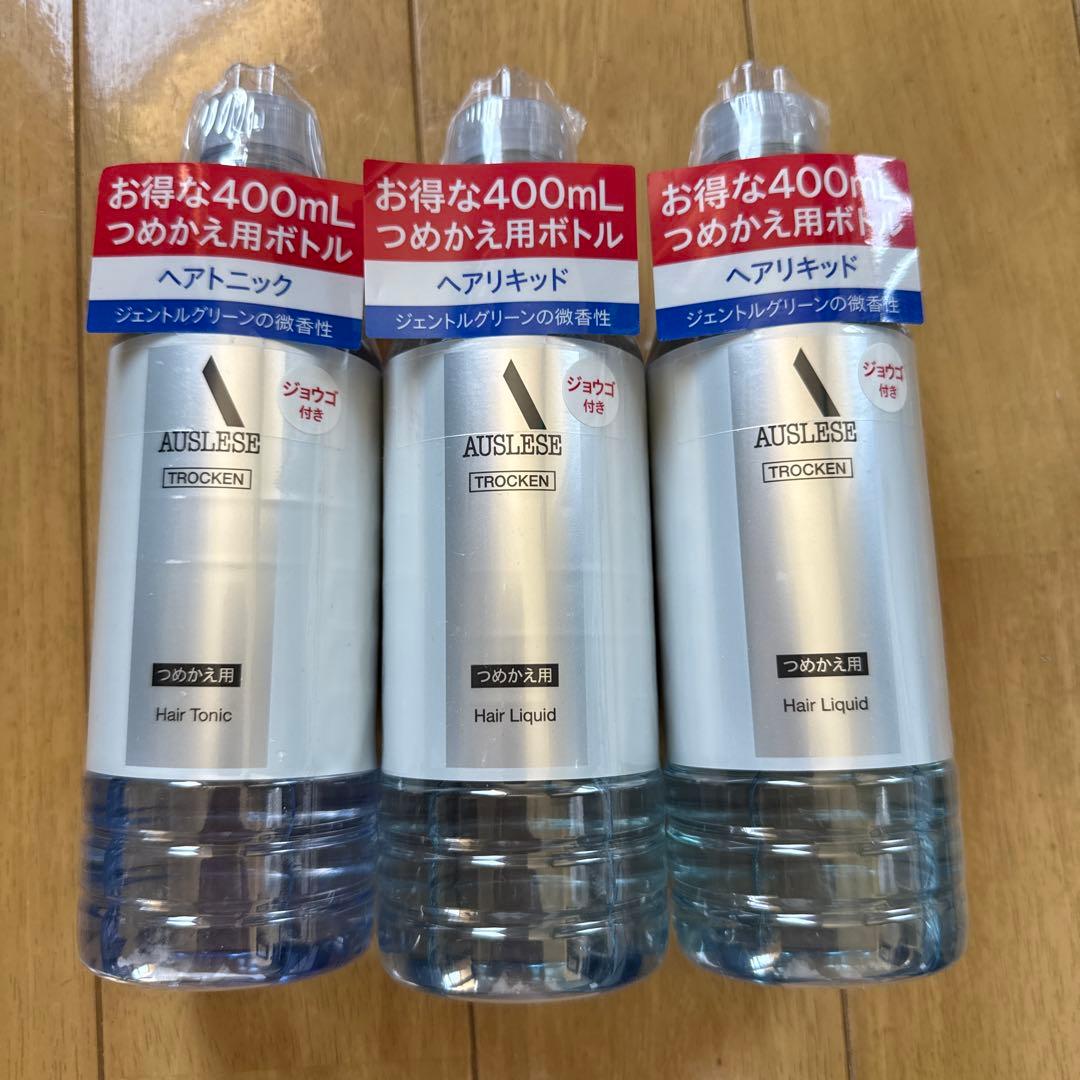 お得な400mL
つめかえ用ボトル
ヘアトニック
ジェントルグリーンの微香性
ジョウゴ
付き
AUSLESE
TROCKEN
つめかえ用
Hair Tonic
お得な400mL
つめかえ用ボトル
ヘアリキッド
ジェントルグリーンの微香性
ジョウゴ
付き
AUSLESE
TROCKEN
つめかえ用
Hair Liquid
お得な400mL
つめかえ用ボトル
ヘアリキッド
ジェントルグリーンの微香性
ジョウゴ
付き
AUSLESE
TROCKEN
つめかえ用
Hair Liquid